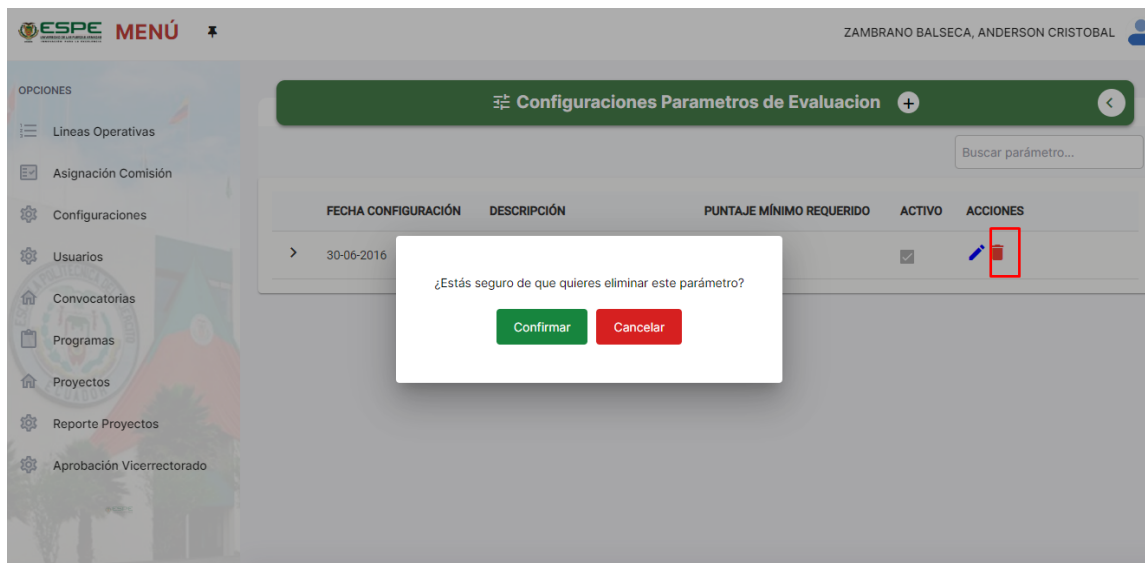 ESPE MENÚ
ZAMBRANO BALSECA, ANDERSON CRISTOBAL
OPCIONES
Lineas Operativas
Asignación Comisión
Configuraciones
Usuarios
Convocatorias
Programas
Proyectos
Reporte Proyectos
Aprobación Vicerrectorado
Configuraciones Parametros de Evaluacion
Buscar parámetro...
FECHA CONFIGURACIÓN DESCRIPCIÓN PUNTAJE MÍNIMO REQUERIDO ACTIVO ACCIONES
30-06-2016
¿Estás seguro de que quieres eliminar este parámetro?
Confirmar Cancelar